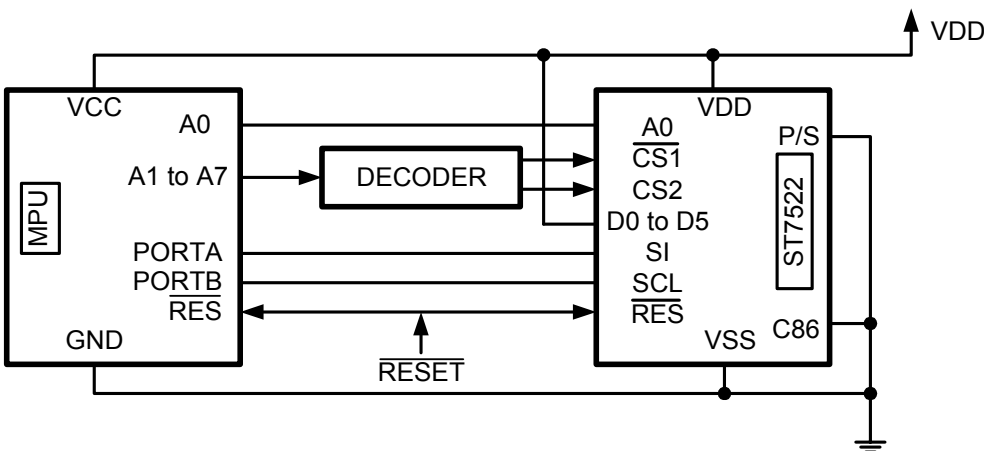 VDD
VCC
VDD
A0
A0
P/S
CS1
A1 to A7
DECODER
CS2
MPU
D0 to D5
ST7522
PORTA
SI
PORTB
SCL
RES
RES
GND
VSS
C86
RESET